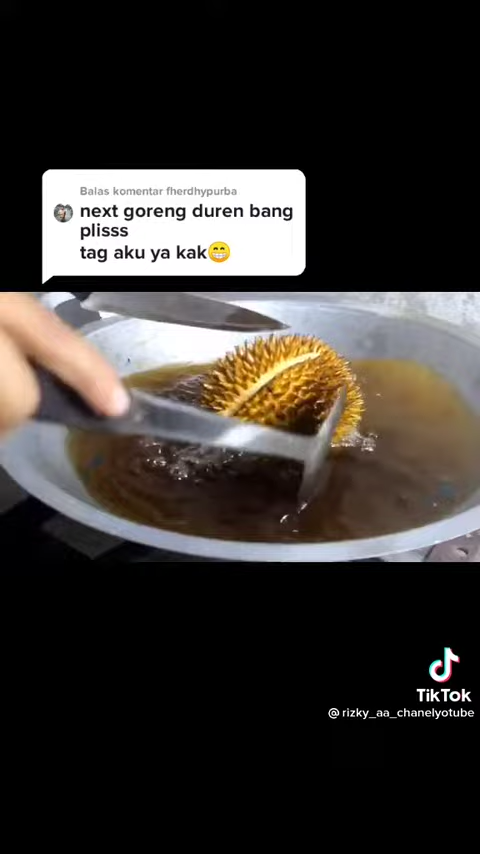 Balas komentar fherdhypurba
next goreng duren bang
plisss
tag aku ya kak😁
TikTok
@rizky_aa_chanelyotube